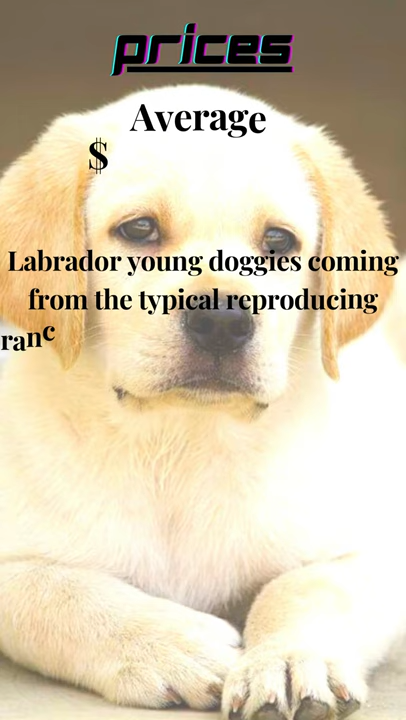 prices
Average
$
Labrador young doggies coming
from the typical reproducing
ranc